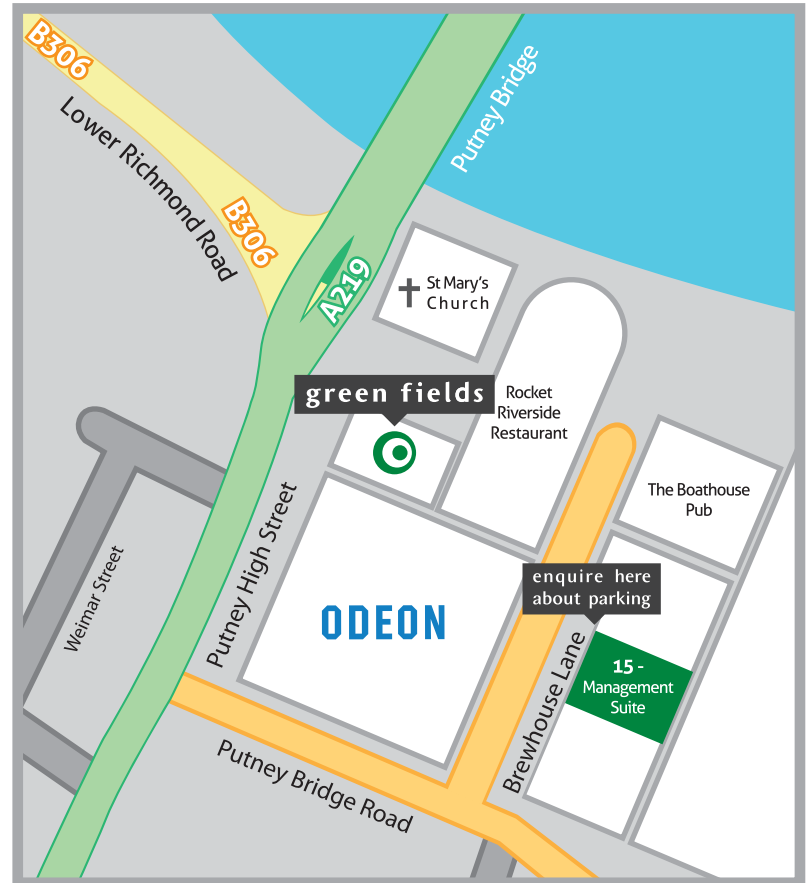 B306
Lower Richmond Road
B306
Putney Bridge
A219
St Mary's
Church
green fields
Rocket
Riverside
Restaurant
The Boathouse
Pub
Weimar Street
Putney High Street
ODEON
enquire here
about parking
15 -
Management
Suite
Brewhouse Lane
Putney Bridge Road